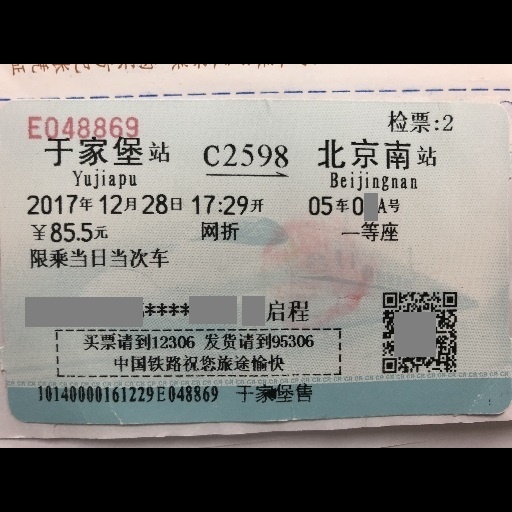 E048869
检票:2
于家堡站 C2598 北京南站
Yujiapu Beijingnan
2017年12月28日 17:29开 05车0 A号
￥85.5元 网折 一等座
限乘当日当次车
**** 启程
买票请到12306 发货请到95306
中国铁路祝您旅途愉快
10140000161229E048869 于家堡售